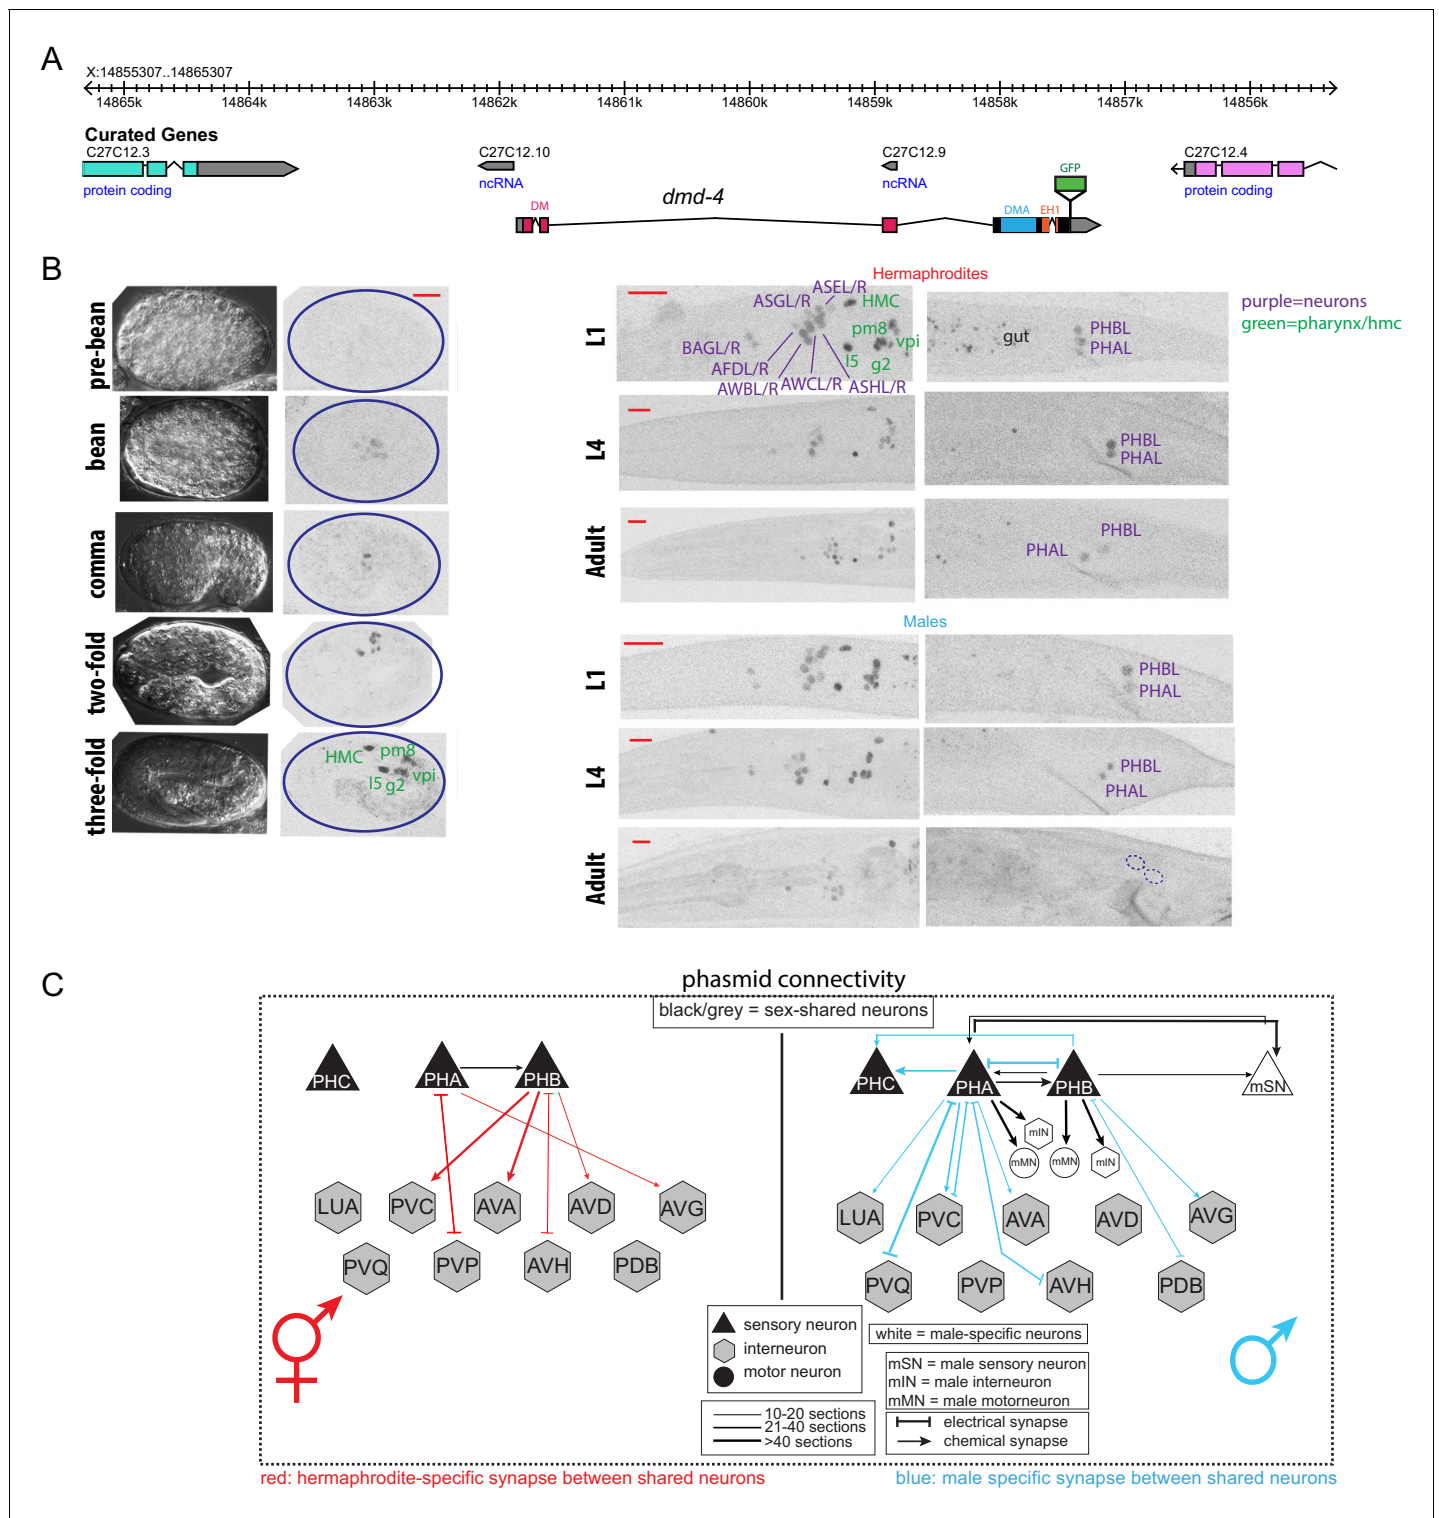 A
X:14855307..14865307
14865k 14864k 14863k 14862k 14861k 14860k 14859k 14858k 14857k 14856k
Curated Genes
C27C12.3
protein coding
C27C12.10
ncRNA
C27C12.9
ncRNA
C27C12.4
protein coding
GFP
dmd-4
DM
DMA
EH1
B
pre-bean
bean
comma
two-fold
three-fold
HMC
pm8
vpi
I5
g2
Hermaphrodites
purple=neurons
green=pharynx/hmc
L1
ASEL/R
ASGL/R
HMC
pm8
vpi
BAGL/R
I5
g2
AFDL/R
AWBL/R
AWCL/R
ASHL/R
gut
PHBL
PHAL
L4
PHBL
PHAL
Adult
PHBL
PHAL
Males
L1
PHBL
PHAL
L4
PHBL
PHAL
Adult
C
phasmid connectivity
black/grey = sex-shared neurons
PHC
PHA
PHB
LUA
PVC
AVA
AVD
AVG
PVQ
PVP
AVH
PDB
PHC
PHA
PHB
mSN
mIN
mMN
mMN
mIN
LUA
PVC
AVA
AVD
AVG
PVQ
PVP
AVH
PDB
sensory neuron
interneuron
motor neuron
10-20 sections
21-40 sections
>40 sections
white = male-specific neurons
mSN = male sensory neuron
mIN = male interneuron
mMN = male motorneuron
electrical synapse
chemical synapse
red: hermaphrodite-specific synapse between shared neurons
blue: male specific synapse between shared neurons